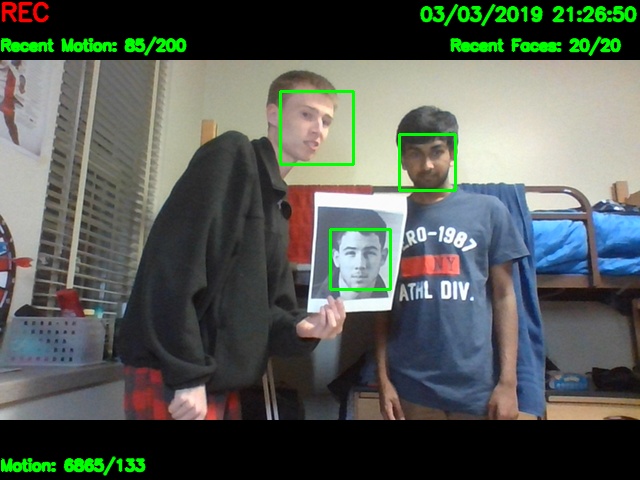 REC
03/03/2019 21:26:50
Recent Motion: 85/200
Recent Faces: 20/20
ERO-1987
NY
ATHL DIV.
Motion: 6865/133